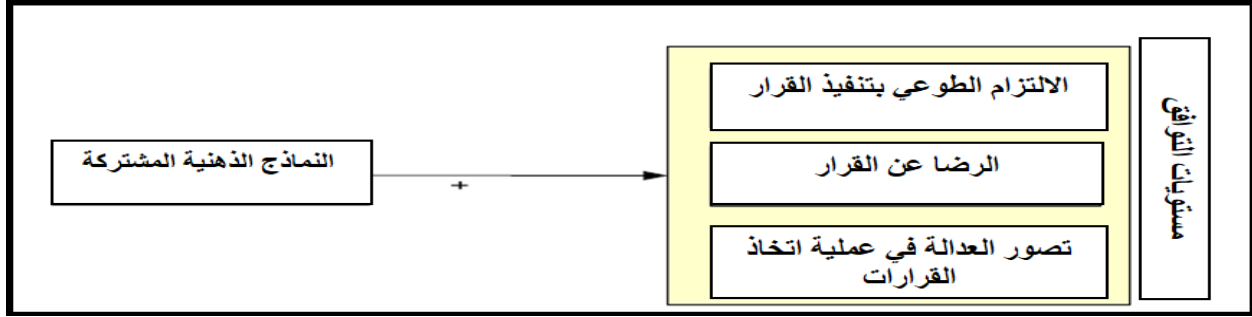 مستويات التوافق
الالتزام الطوعي بتنفيذ القرار
الرضا عن القرار
تصور العدالة في عملية اتخاذ
القرارات
+
النماذج الذهنية المشتركة